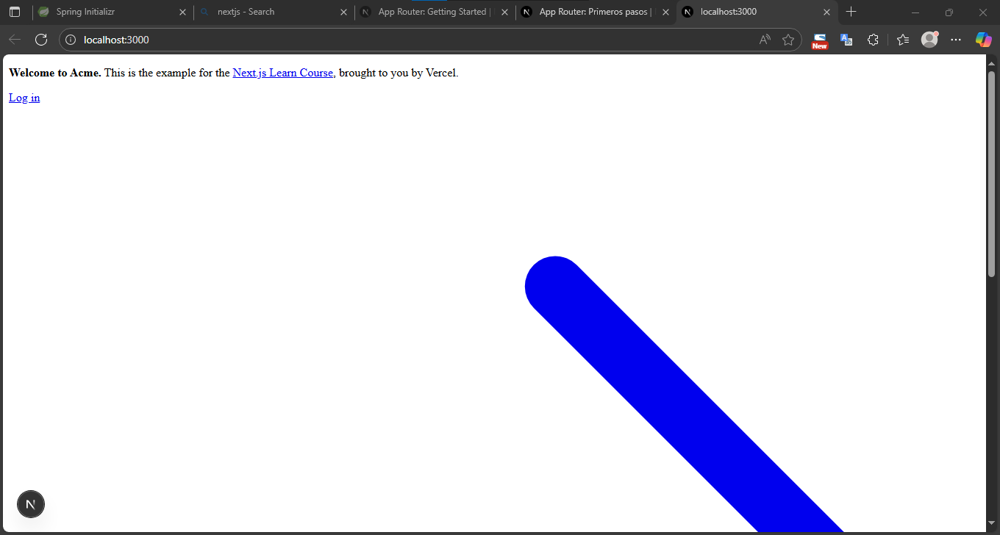 Spring Initializr
nextjs - Search
App Router: Getting Started |
App Router: Primeros pasos |
localhost:3000
localhost:3000
A
New
A
Welcome to Acme. This is the example for the Next.js Learn Course, brought to you by Vercel.
Log in
N